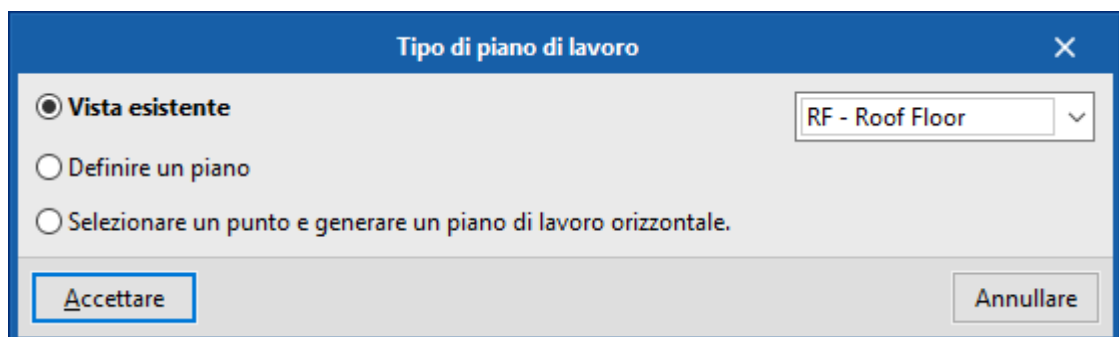 Tipo di piano di lavoro
Vista esistente
RF - Roof Floor
Definire un piano
Selezionare un punto e generare un piano di lavoro orizzontale.
Accettare
Annullare